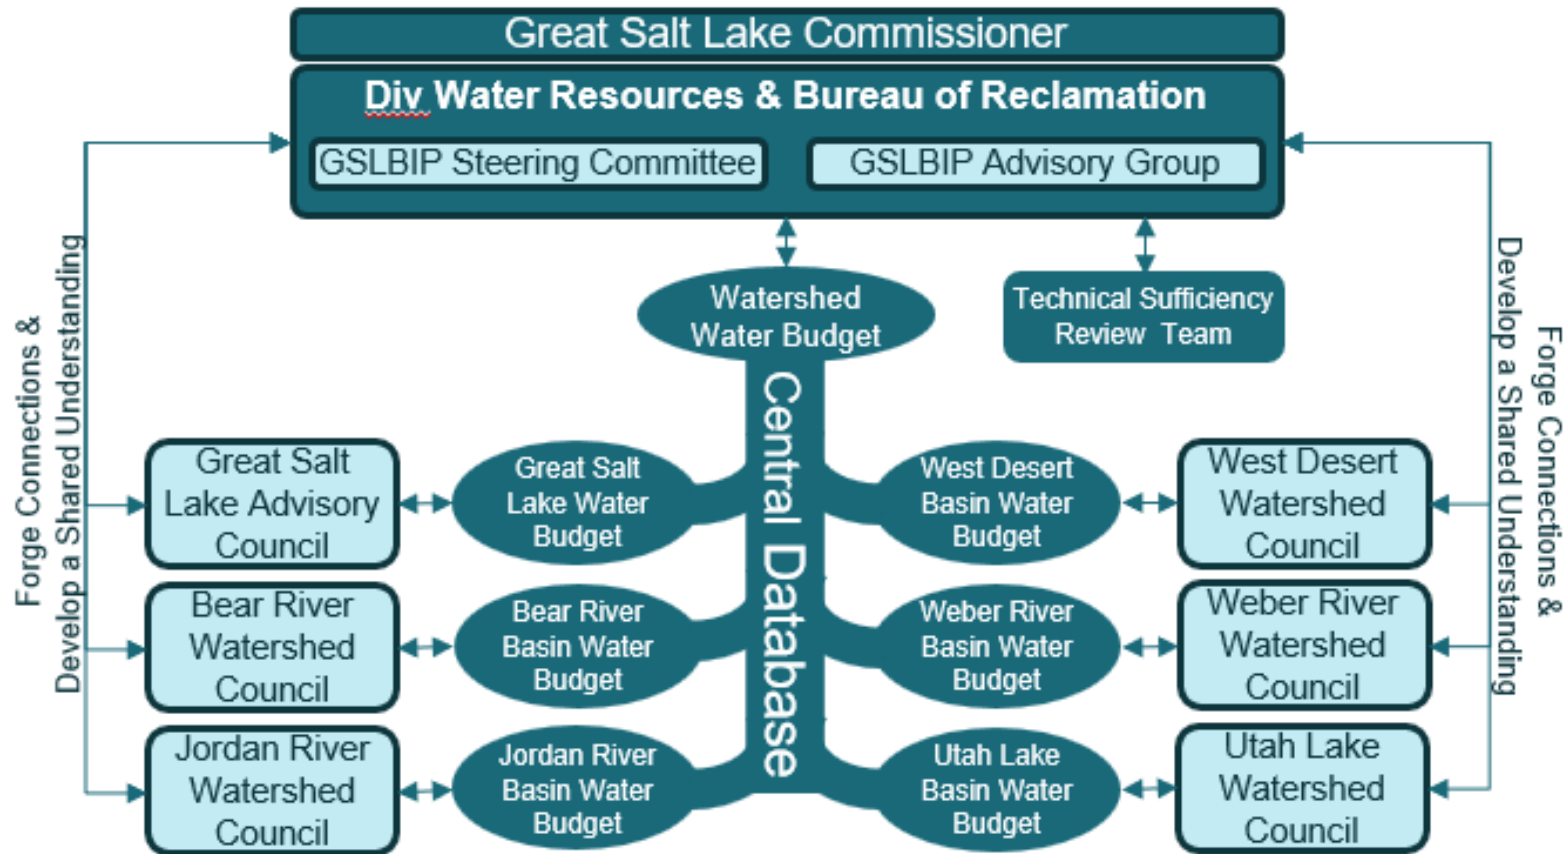 Great Salt Lake Commissioner
Div Water Resources & Bureau of Reclamation
GSLBIP Steering Committee
GSLBIP Advisory Group
Watershed
Water Budget
Technical Sufficiency
Review Team
Central Database
Forge Connections &
Develop a Shared Understanding
Great Salt
Lake Advisory
Council
Great Salt
Lake Water
Budget
West Desert
Basin Water
Budget
West Desert
Watershed
Council
Bear River
Watershed
Council
Bear River
Basin Water
Budget
Weber River
Basin Water
Budget
Weber River
Watershed
Council
Jordan River
Watershed
Council
Jordan River
Basin Water
Budget
Utah Lake
Basin Water
Budget
Utah Lake
Watershed
Council
Forge Connections &
Develop a Shared Understanding